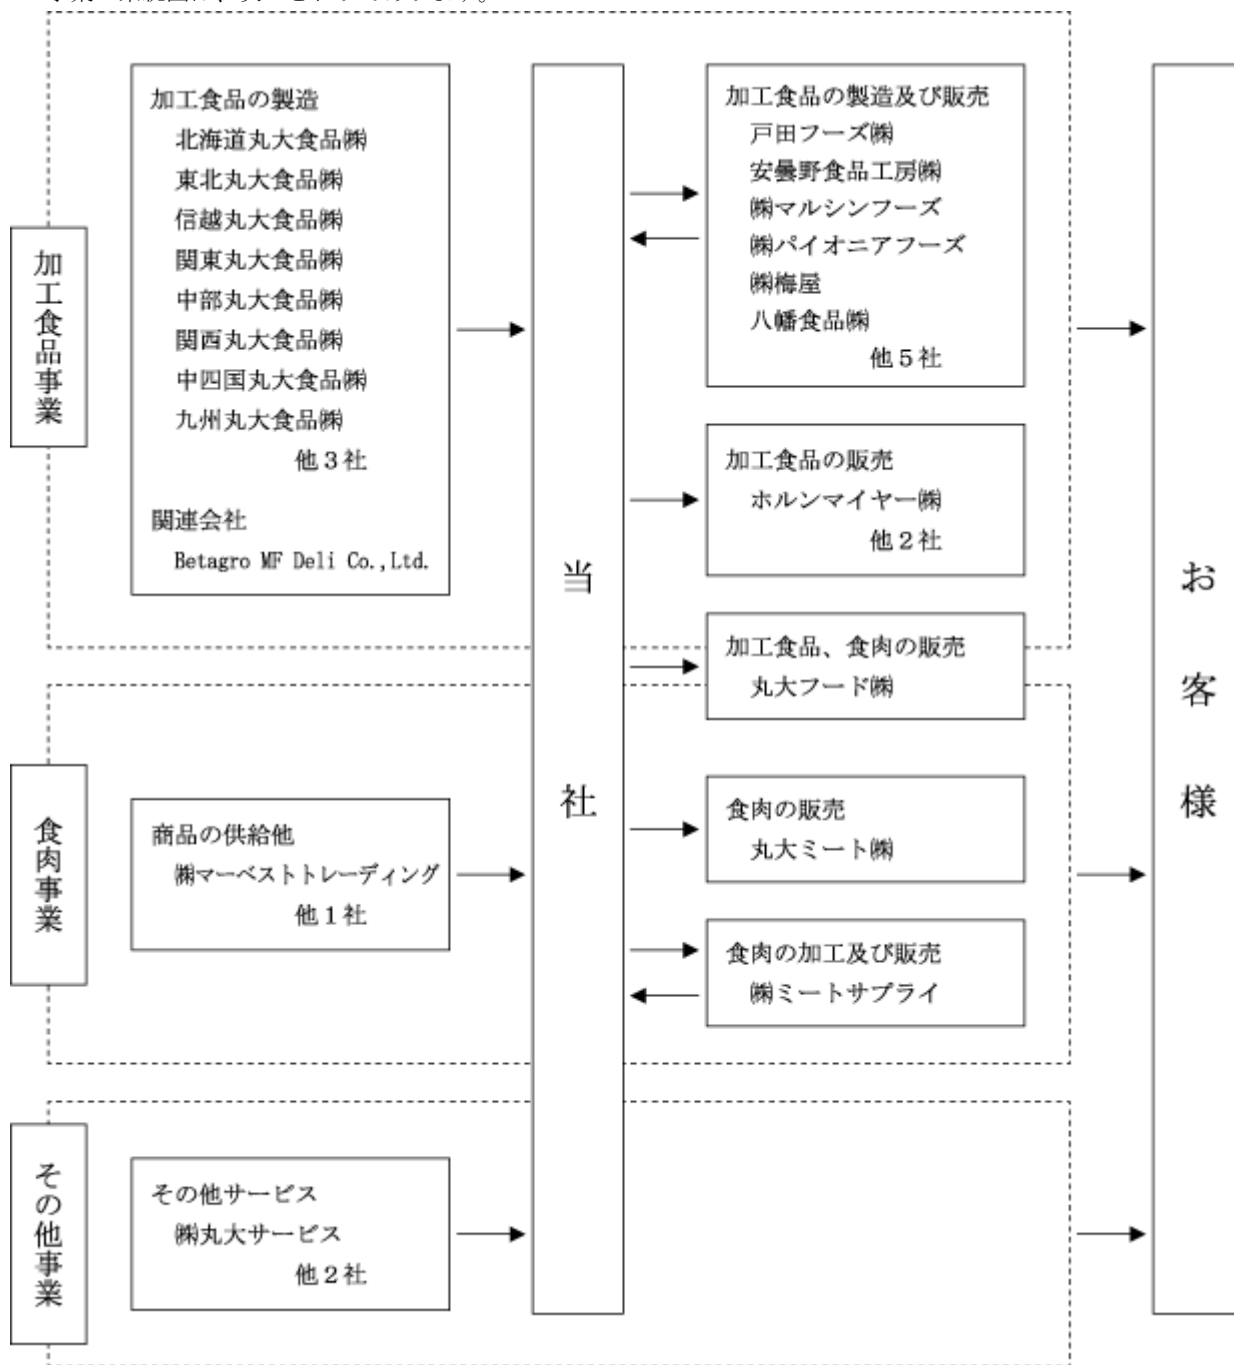 加工食品事業
加工食品の製造
北海道丸大食品㈱
東北丸大食品㈱
信越丸大食品㈱
関東丸大食品㈱
中部丸大食品㈱
関西丸大食品㈱
中四国丸大食品㈱
九州丸大食品㈱
他３社
関連会社
Betagro MF Deli Co.,Ltd.
当社
加工食品の製造及び販売
戸田フーズ㈱
安曇野食品工房㈱
㈱マルシンフーズ
㈱パイオニアフーズ
㈱梅屋
八幡食品㈱
他５社
加工食品の販売
ホルンマイヤー㈱
他２社
加工食品、食肉の販売
丸大フード㈱
お客様
食肉事業
商品の供給他
㈱マーベストトレーディング
他１社
食肉の販売
丸大ミート㈱
食肉の加工及び販売
㈱ミートサプライ
その他事業
その他サービス
㈱丸大サービス
他２社